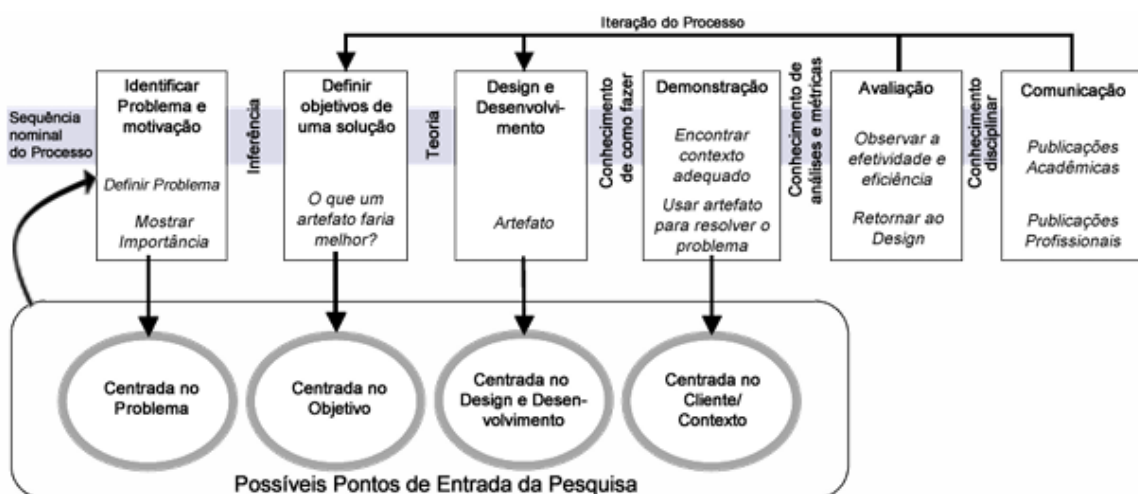 Iteração do Processo
Sequência
nominal
do Processo
Identificar
Problema e
motivação
Definir Problema
Mostrar
Importância
Inferência
Definir
objetivos de
uma solução
O que um
artefato faria
melhor?
Teoria
Design e
Desenvolvi-
mento
Artefato
Conhecimento
de como fazer
Demonstração
Encontrar
contexto
adequado
Usar artefato
para resolver o
problema
Conhecimento de
análises e métricas
Avaliação
Observar a
efetividade e
eficiência
Retornar ao
Design
Conhecimento
disciplinar
Comunicação
Publicações
Acadêmicas
Publicações
Profissionais
Centrada no
Problema
Centrada no
Objetivo
Centrada no
Design e Desen-
volvimento
Centrada no
Cliente/
Contexto
Possíveis Pontos de Entrada da Pesquisa